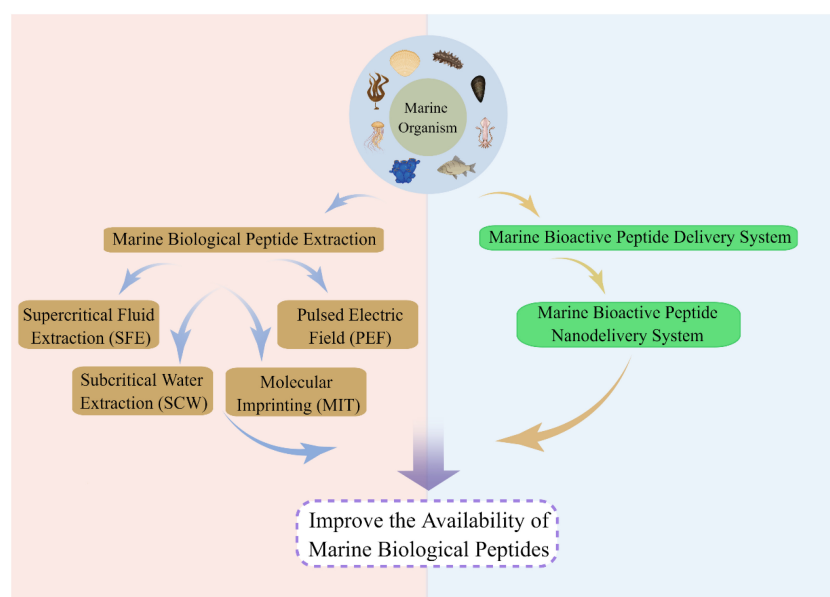 Marine
Organism
Marine Biological Peptide Extraction
Marine Bioactive Peptide Delivery System
Supercritical Fluid
Extraction (SFE)
Pulsed Electric
Field (PEF)
Marine Bioactive Peptide
Nanodelivery System
Subcritical Water
Extraction (SCW)
Molecular
Imprinting (MIT)
Improve the Availability of
Marine Biological Peptides